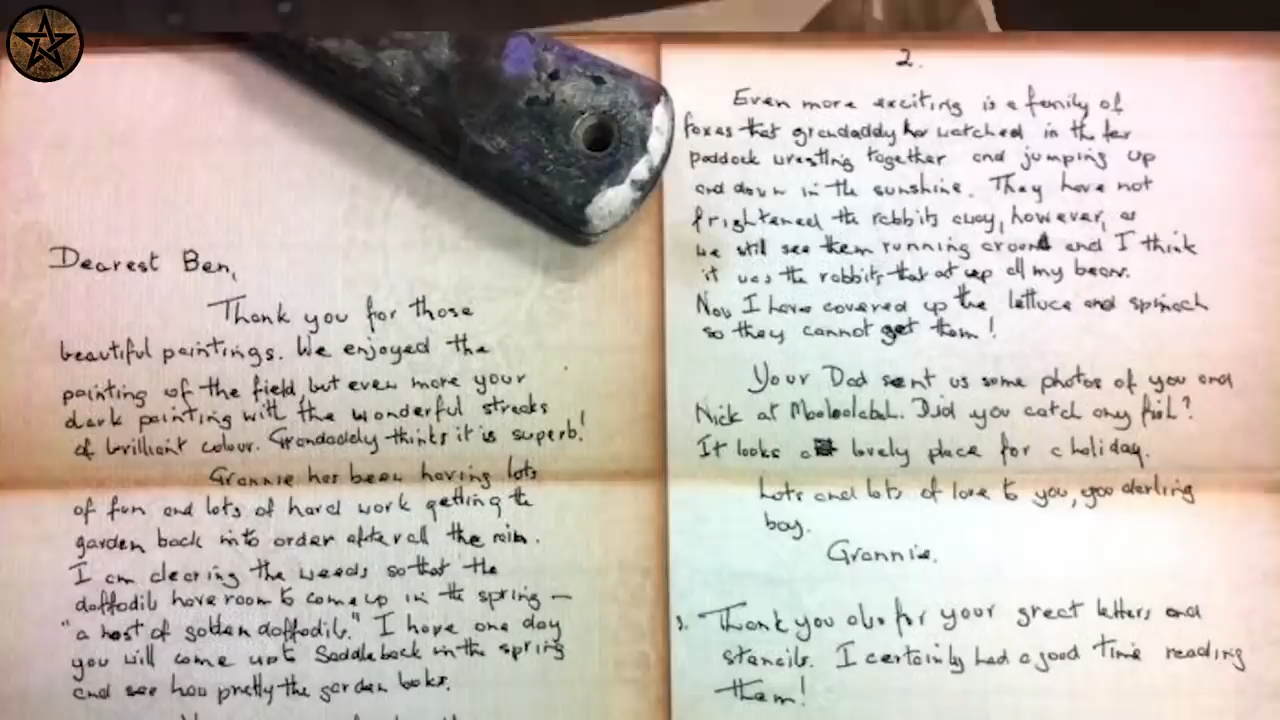 Dearest Ben,
Thank you for those
beautiful paintings. We enjoyed the
painting of the field, but even more your
dark painting with the wonderful streaks
of brilliant colour. Grandaddy thinks it is superb!
Grannie has been having lots
of fun and lots of hard work getting the
garden back into order after all the rain.
I am clearing the weeds so that the
daffodils have room to come up in the spring —
"a host of golden daffodils." I hope one day
you will come up to Saddleback in the spring
and see how pretty the garden looks.
2.
Even more exciting is a family of
foxes that grandaddy has watched in the far
paddock wrestling together and jumping up
and down in the sunshine. They have not
frightened the rabbits away, however, as
we still see them running around and I think
it was the rabbits that ate up all my beans.
Now I have covered up the lettuce and spinach
so they cannot get them!
Your Dad sent us some photos of you and
Nick at Mooloolabah. Did you catch any fish?
It looks a lovely place for a holiday.
Lots and lots of love to you, you darling
boy.
Grannie.
3. Thank you also for your great letters and
stencils. I certainly had a good time reading
them!